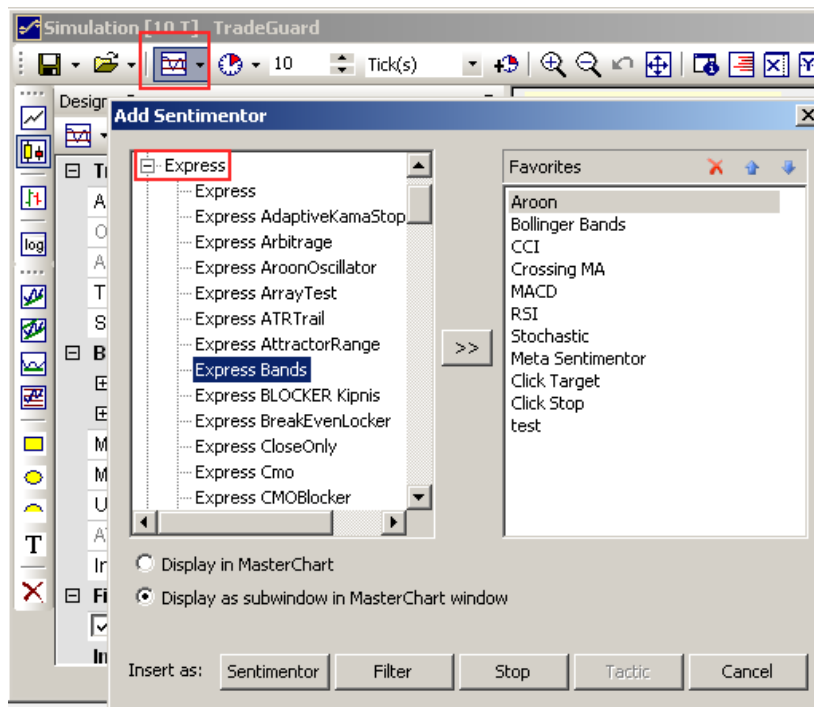 Simulation [10 T] TradeGuard
10 Tick(s)
Design
Add Sentimentor
Express
Express
Express AdaptiveKamaStop
Express Arbitrage
Express AroonOscillator
Express ArrayTest
Express ATRTrail
Express AttractorRange
Express Bands
Express BLOCKER Kipnis
Express BreakEvenLocker
Express CloseOnly
Express Cmo
Express CMOBlocker
>>
Favorites
Aroon
Bollinger Bands
CCI
Crossing MA
MACD
RSI
Stochastic
Meta Sentimentor
Click Target
Click Stop
test
log
T
Display in MasterChart
Display as subwindow in MasterChart window
Insert as: Sentimentor Filter Stop Tactic Cancel